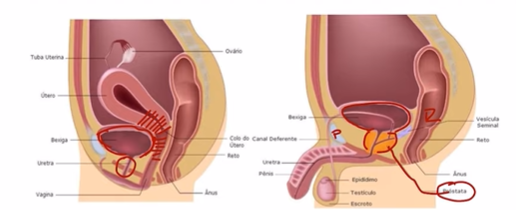 Tuba Uterina
Ovário
Útero
Bexiga
Uretra
Vagina
Colo do
Útero
Reto
Ânus
Bexiga
Canal Deferente
Uretra
Pênis
Epidídimo
Testículo
Escroto
Vesícula
Seminal
Reto
Ânus
Próstata
P
R